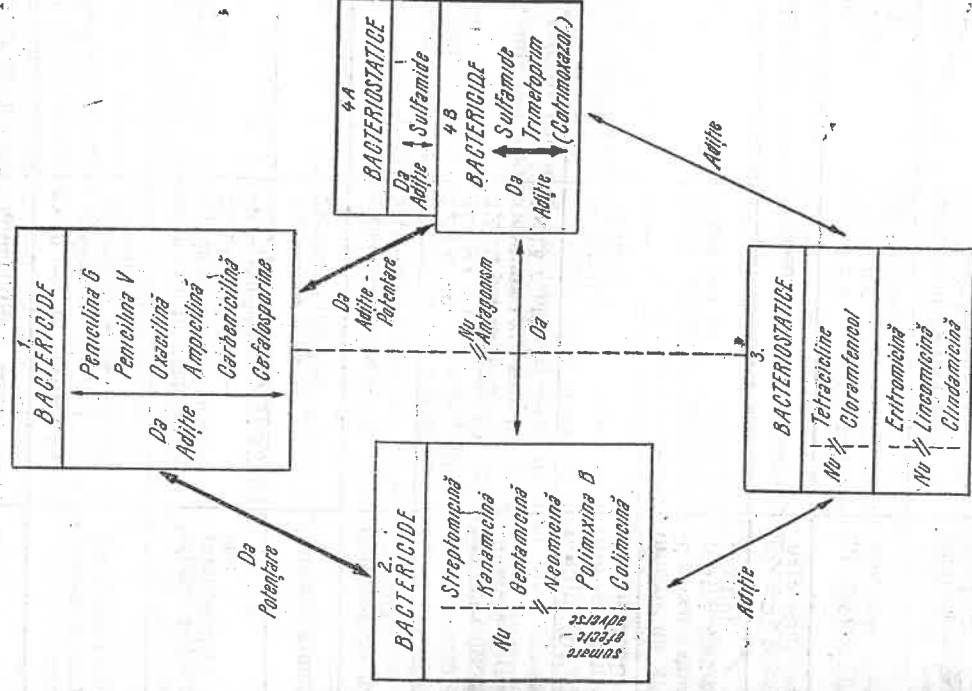 1.
BACTERICIDE
Da
Adiție
Penicilina G
Penicilina V
Oxacilină
Ampcilină
Carbenicilină
Cefalosporine
Da
Potențare
Da
Adiție -
Potențare
4A
BACTERIOSTATICE
Da
Adiție
Sulfamide
4B
BACTERICIDE
Da
Adiție
Sulfamide
Trimetoprim
(Cotrimoxazol)
2.
BACTERICIDE
Nu
sumare
efecte -
adverse
Streptomicină
Kanamicină
Gentamicină
Neomicină
Polimixina B
Colimicină
Nu
Antagonism
Da
Adiție
Adiție
3.
BACTERIOSTATICE
Nu
Tetracicline
Cloramfenicol
Nu
Eritromicină
Lincomicină
Clindamicină